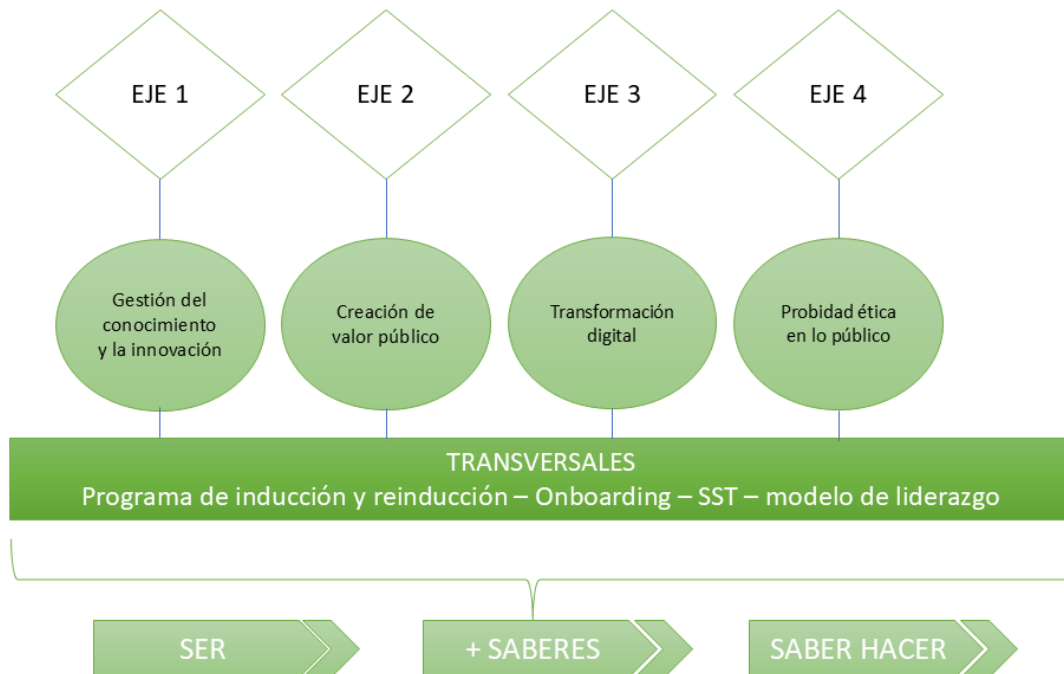 EJE 1
EJE 2
EJE 3
EJE 4
Gestión del
conocimiento
y la innovación
Creación de
valor público
Transformación
digital
Probidad ética
en lo público
TRANSVERSALES
Programa de inducción y reinducción – Onboarding – SST – modelo de liderazgo
SER
+ SABERES
SABER HACER